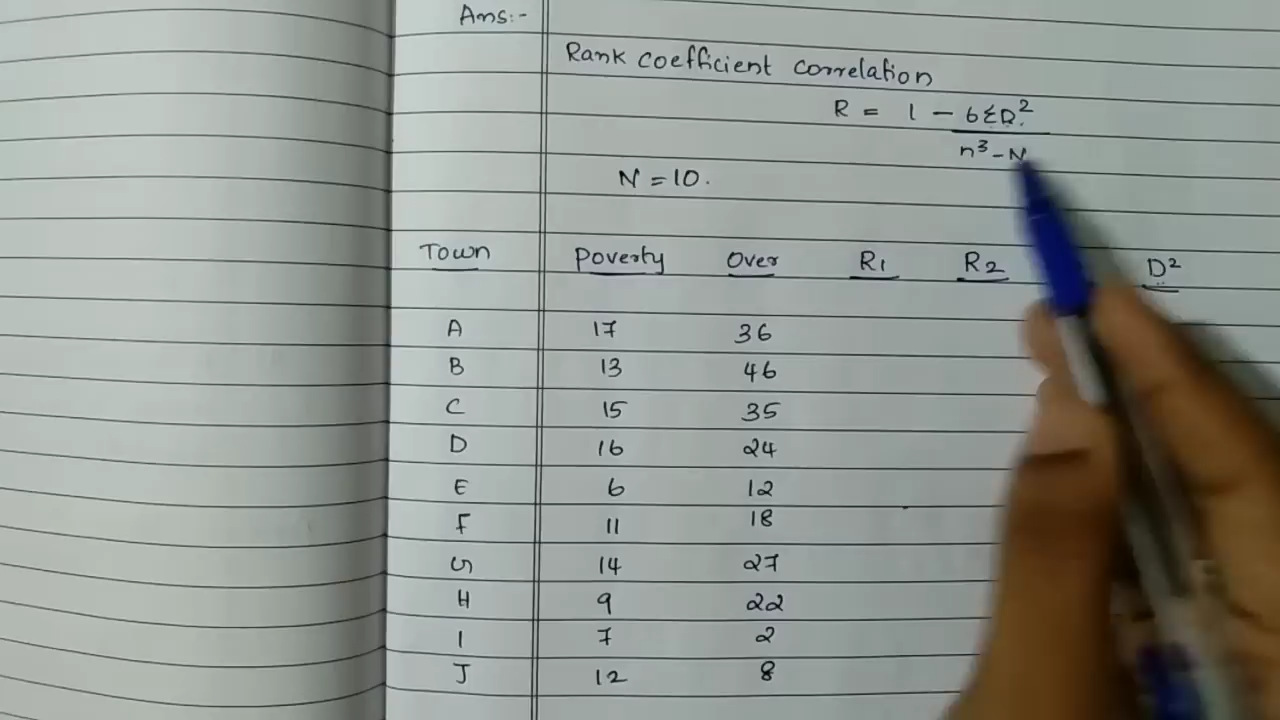 Ans:-
Rank coefficient correlation
R = 1 - 6ΣD²
n³ - N
N = 10.
Town Poverty Over R1 R2 D²
A 17 36
B 13 46
C 15 35
D 16 24
E 6 12
F 11 18
G 14 27
H 9 22
I 7 2
J 12 8